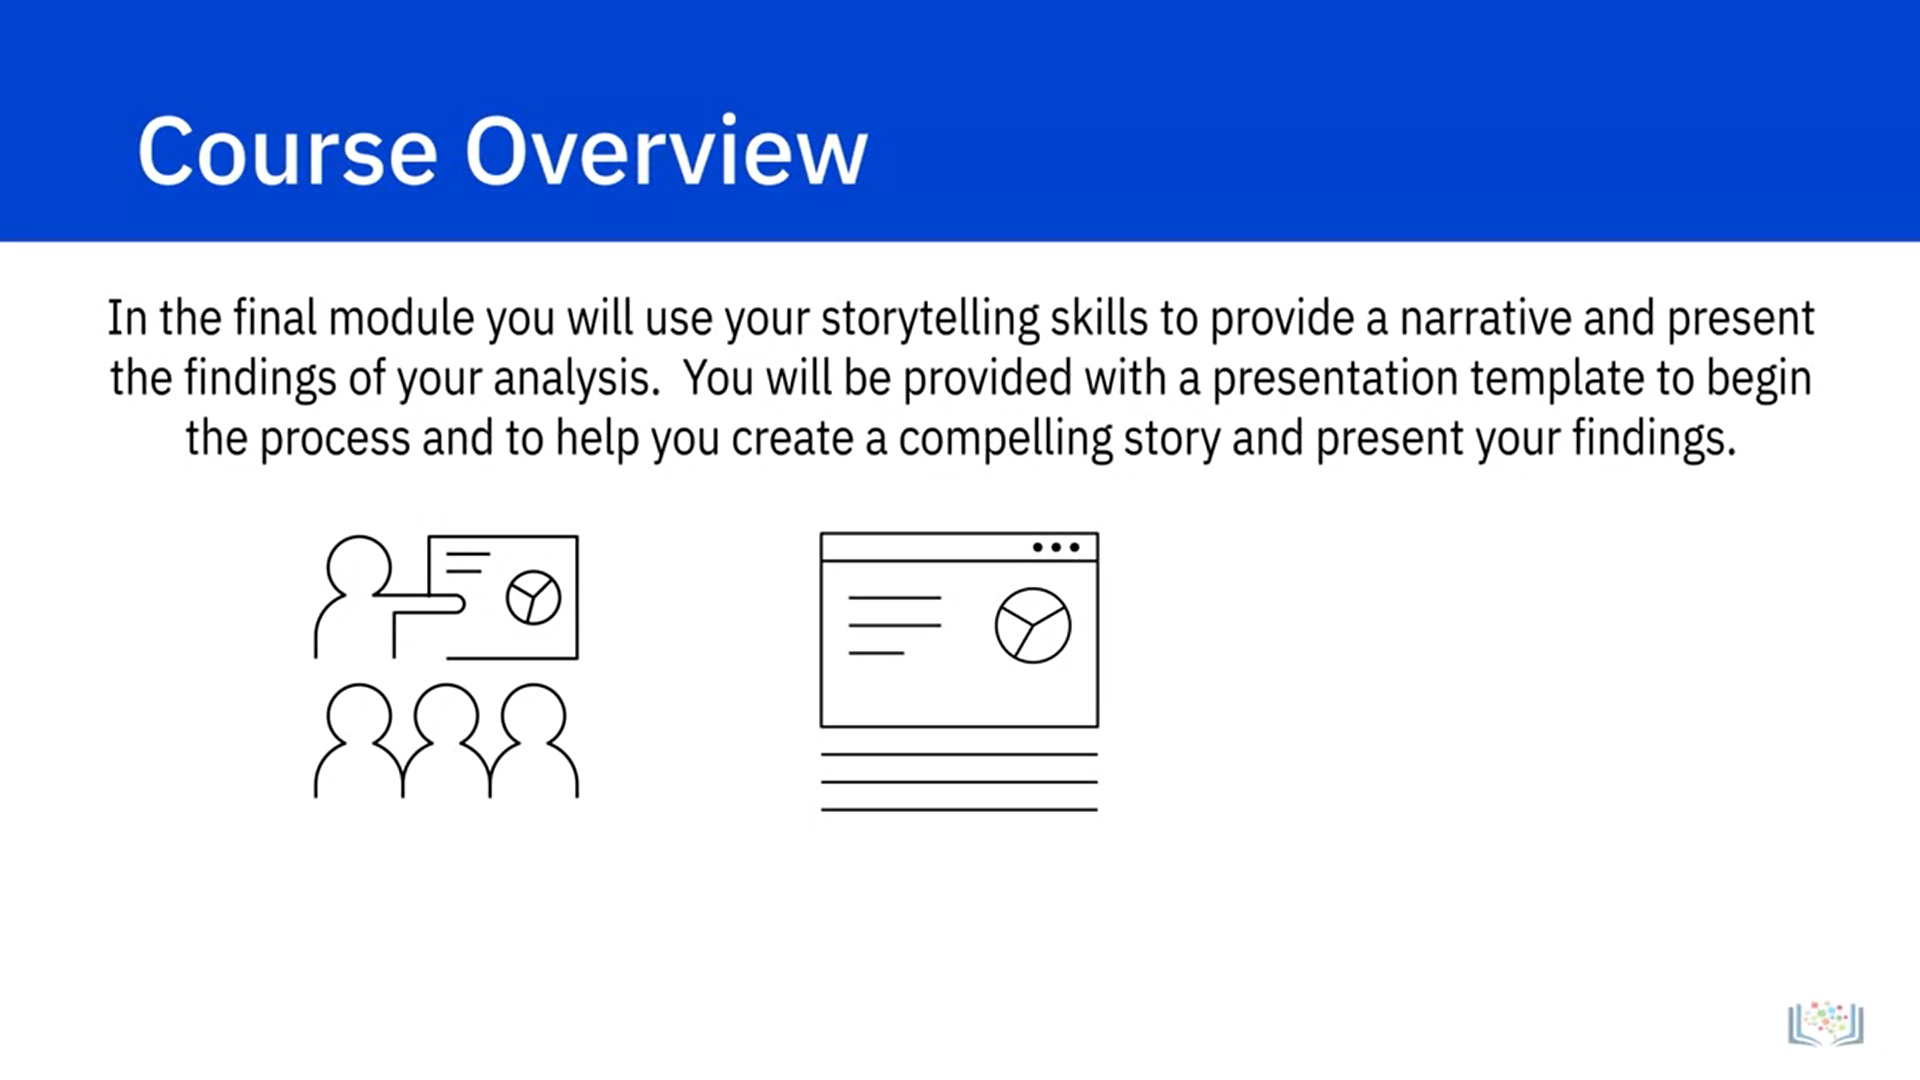 Course Overview
In the final module you will use your storytelling skills to provide a narrative and present
the findings of your analysis.  You will be provided with a presentation template to begin
the process and to help you create a compelling story and present your findings.